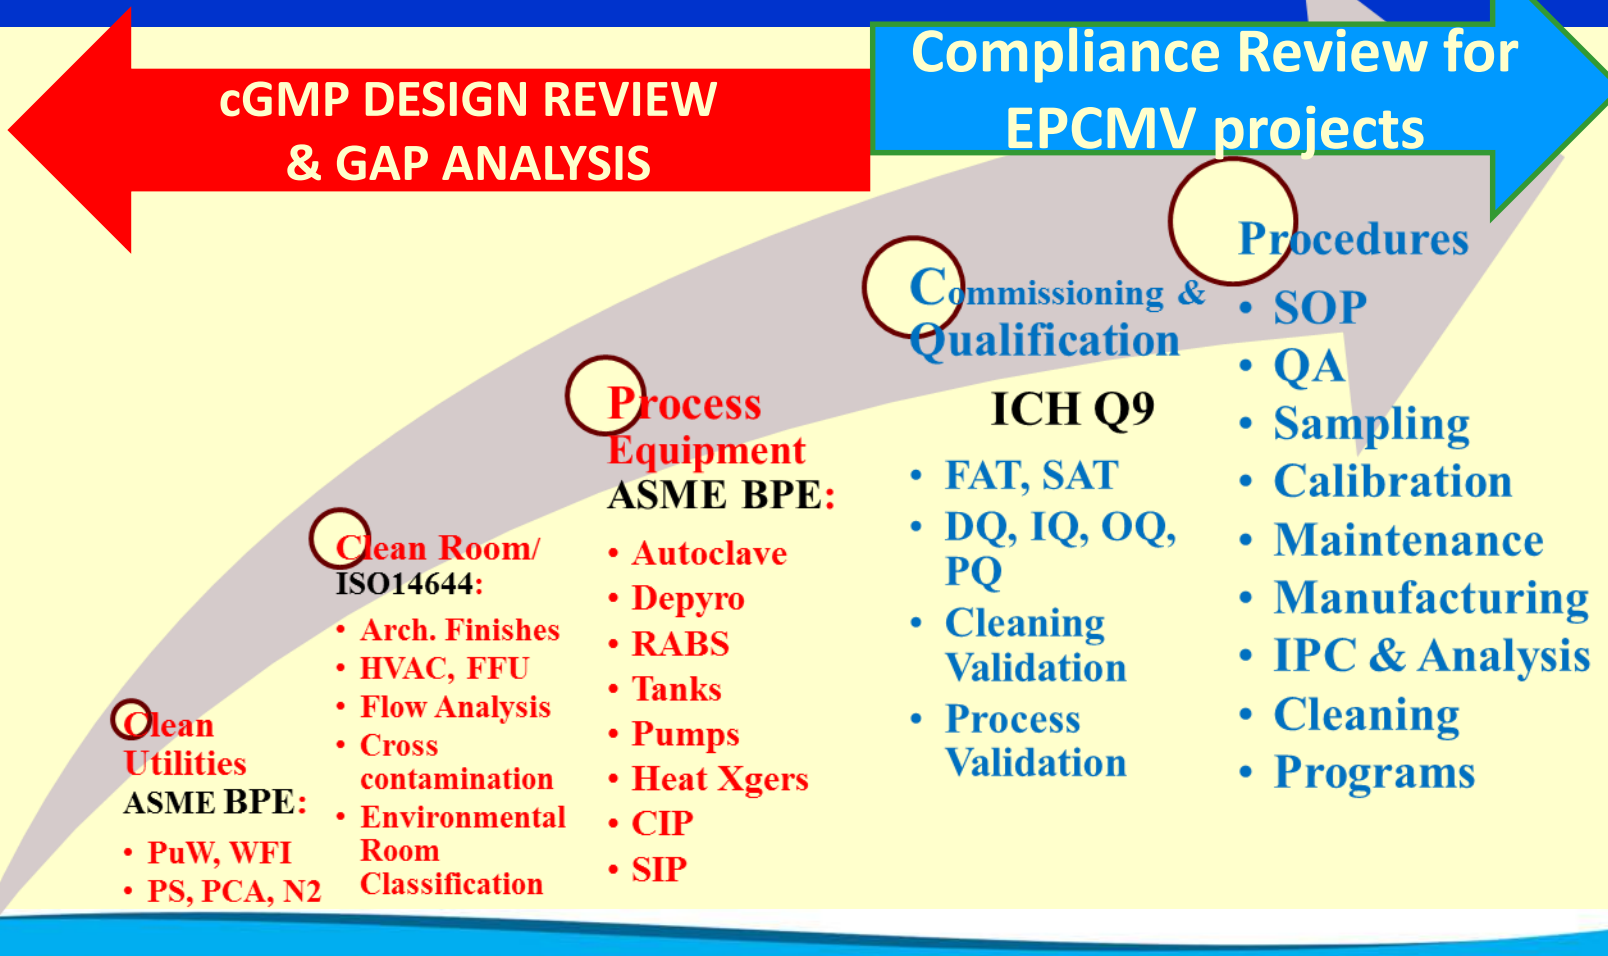 cGMP DESIGN REVIEW
& GAP ANALYSIS
Compliance Review for
EPCMV projects
Clean
Utilities
ASME BPE:
• PuW, WFI
• PS, PCA, N2
Clean Room/
ISO14644:
• Arch. Finishes
• HVAC, FFU
• Flow Analysis
• Cross
contamination
• Environmental
Room
Classification
Process
Equipment
ASME BPE:
• Autoclave
• Depyro
• RABS
• Tanks
• Pumps
• Heat Xgers
• CIP
• SIP
Commissioning &
Qualification
ICH Q9
• FAT, SAT
• DQ, IQ, OQ,
PQ
• Cleaning
Validation
• Process
Validation
Procedures
• SOP
• QA
• Sampling
• Calibration
• Maintenance
• Manufacturing
• IPC & Analysis
• Cleaning
• Programs